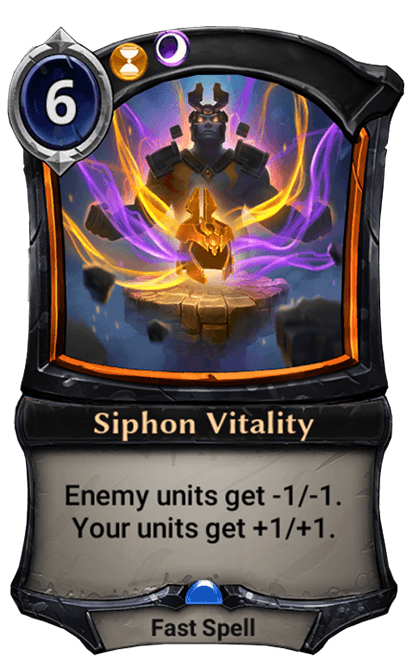 6
Siphon Vitality
Enemy units get -1/-1.
Your units get +1/+1.
Fast Spell